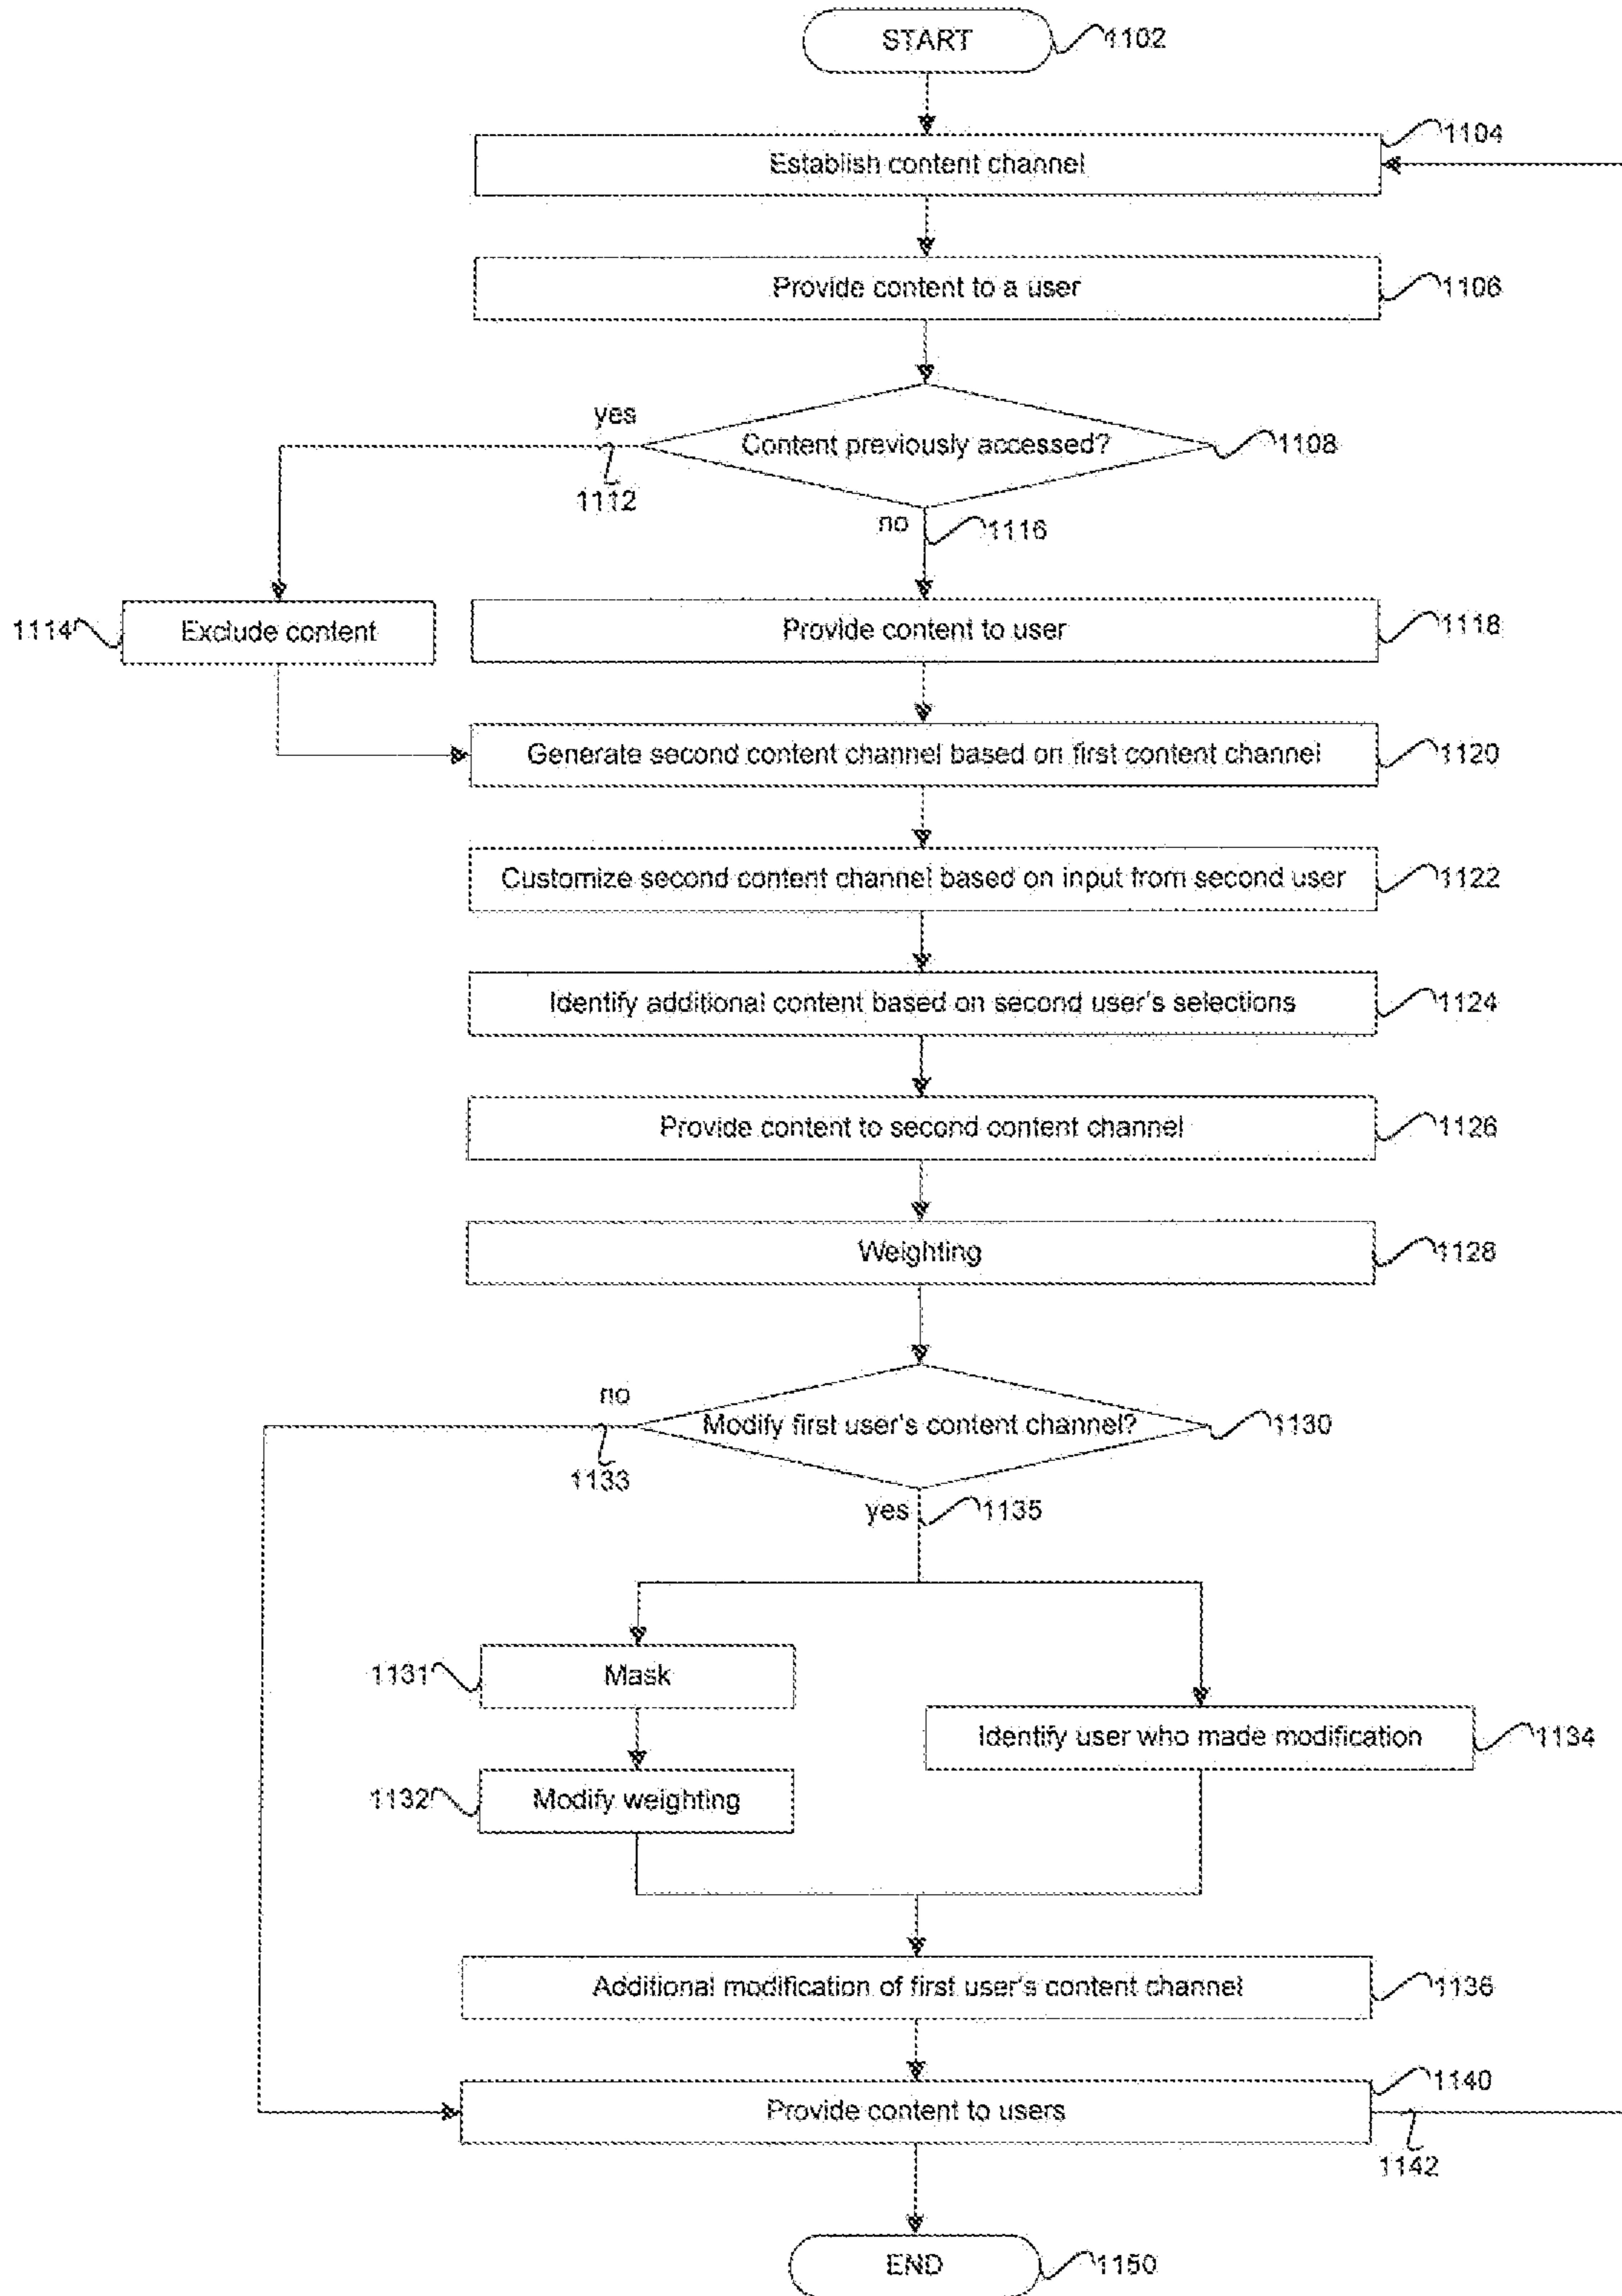 START
1102
1104
Establish content channel
Provide content to a user
1106
yes
Content previously accessed?
1108
1112
no
1116
1114
Exclude content
Provide content to user
1118
Generate second content channel based on first content channel
1120
Customize second content channel based on input from second user
1122
Identify additional content based on second user's selections
1124
Provide content to second content channel
1126
Weighting
1128
no
Modify first user's content channel?
1130
1133
yes
1135
1131
Mask
Identify user who made modification
1134
1132
Modify weighting
Additional modification of first user's content channel
1136
1140
Provide content to users
1142
END
1150